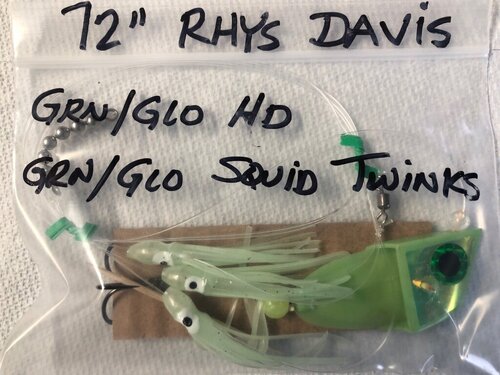 72" RHYS DAVIS
GRN/GLO HD
GRN/GLO SQUID TWINKS